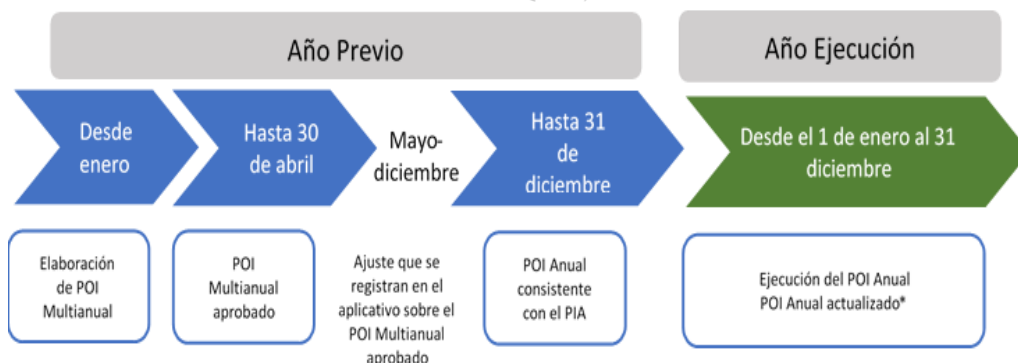 Año Previo
Año Ejecución
Desde
enero
Hasta 30
de abril
Mayo-
diciembre
Hasta 31
de
diciembre
Desde el 1 de enero al 31
diciembre
Elaboración
de POI
Multianual
POI
Multianual
aprobado
Ajuste que se
registran en el
aplicativo sobre el
POI Multianual
aprobado
POI Anual
consistente
con el PIA
Ejecución del POI Anual
POI Anual actualizado*